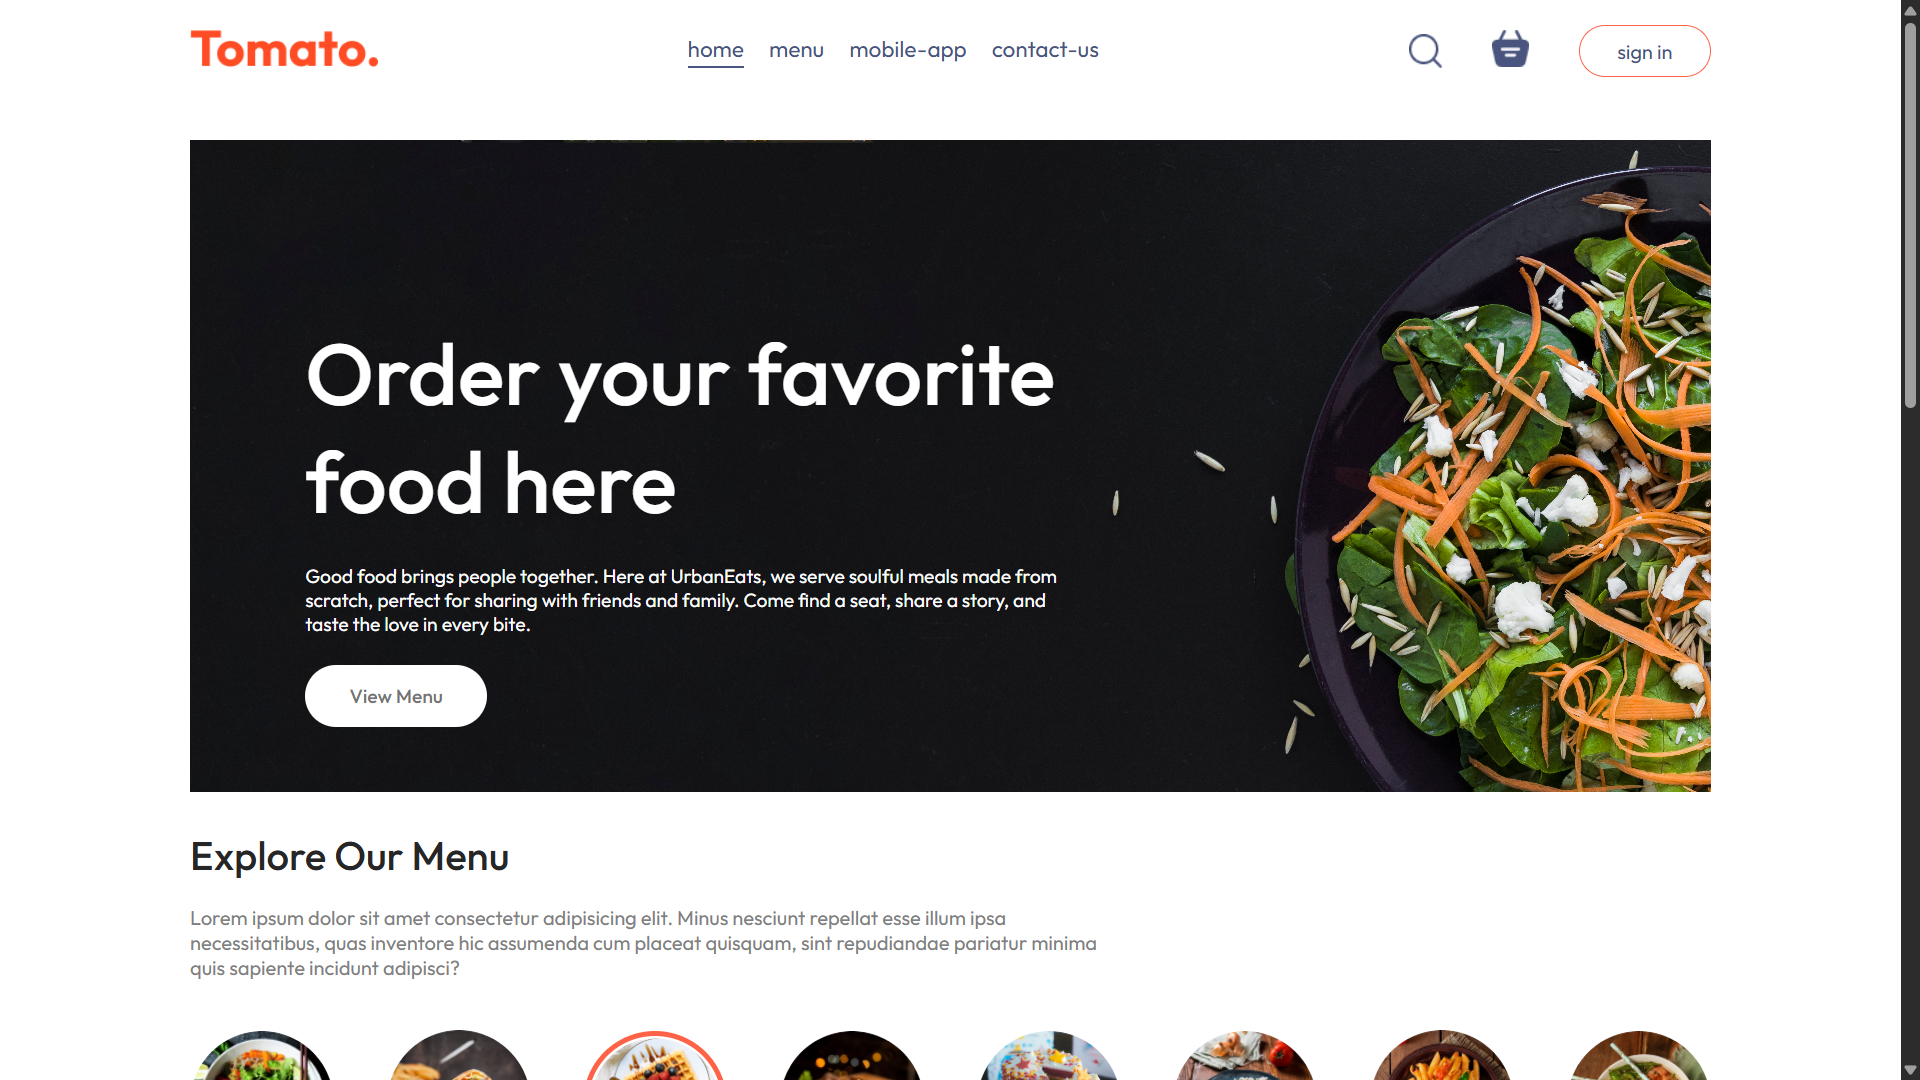 Tomato.
home menu mobile-app contact-us
sign in
Order your favorite
food here
Good food brings people together. Here at UrbanEats, we serve soulful meals made from
scratch, perfect for sharing with friends and family. Come find a seat, share a story, and
taste the love in every bite.
View Menu
Explore Our Menu
Lorem ipsum dolor sit amet consectetur adipisicing elit. Minus nesciunt repellat esse illum ipsa
necessitatibus, quas inventore hic assumenda cum placeat quisquam, sint repudiandae pariatur minima
quis sapiente incidunt adipisci?